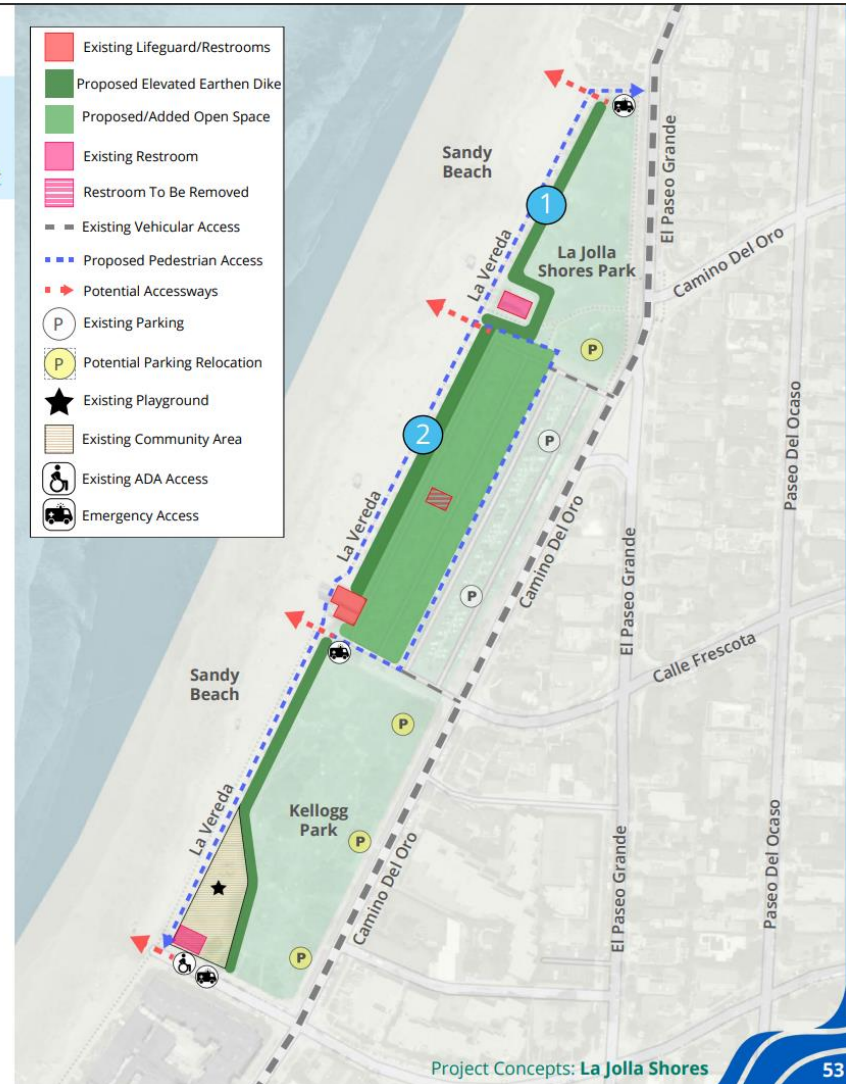 Existing Lifeguard/Restrooms
Proposed Elevated Earthen Dike
Proposed/Added Open Space
Existing Restroom
Restroom To Be Removed
Existing Vehicular Access
Proposed Pedestrian Access
Potential Accessways
P
Existing Parking
P
Potential Parking Relocation
Existing Playground
Existing Community Area
Existing ADA Access
Emergency Access
Sandy
Beach
El Paseo Grande
1
La Jolla
Shores Park
Camino Del Oro
La Vereda
P
Paseo Del Ocaso
2
P
La Vereda
Camino Del Oro
P
El Paseo Grande
Calle Frescota
Sandy
Beach
P
La Vereda
Kellogg
Park
P
Camino Del Oro
El Paseo Grande
Paseo Del Ocaso
P
Project Concepts: La Jolla Shores
53